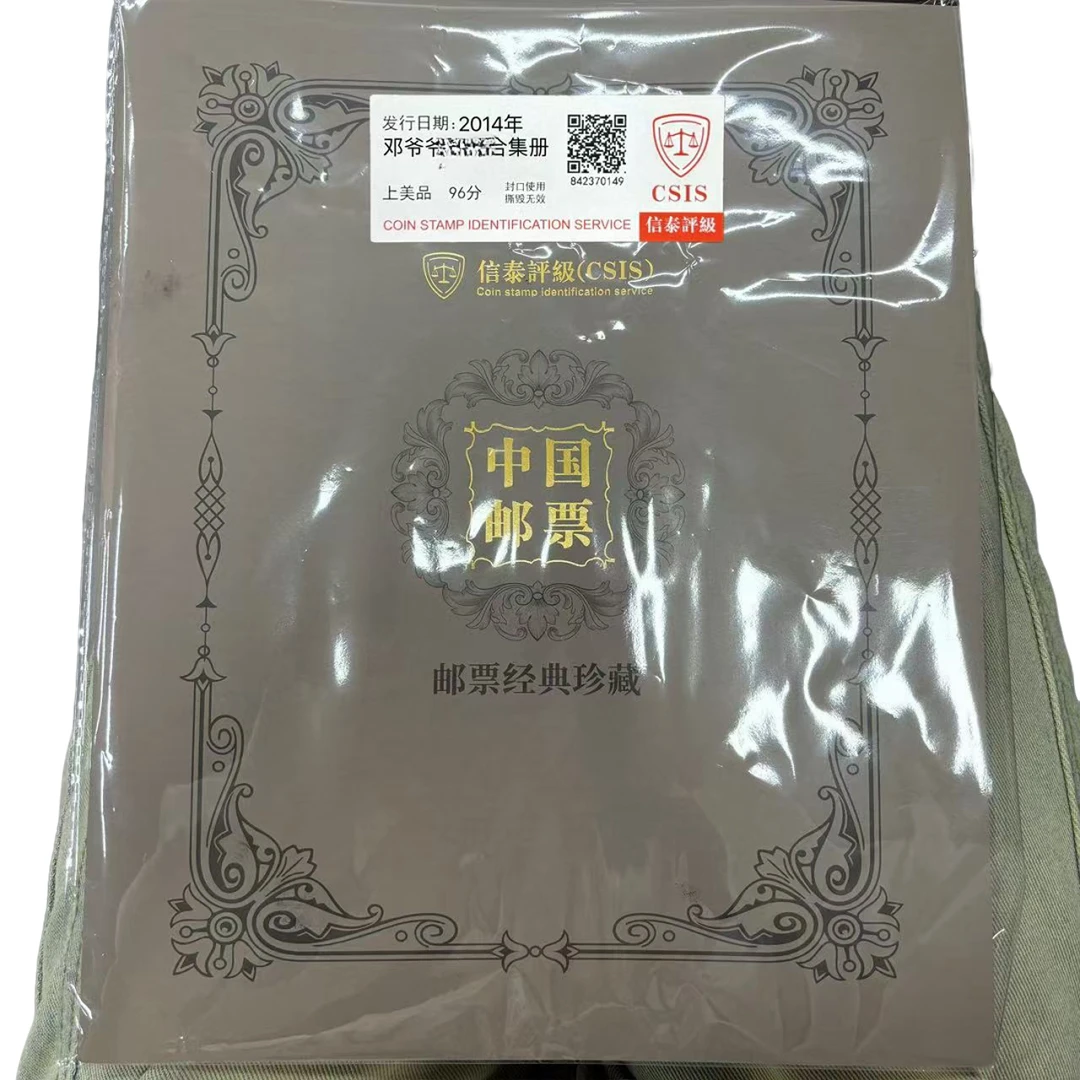 发行日期:2014年
邓爷爷合集册
842370149
上美品 96分
封口使用
撕毁无效
CSIS
COIN STAMP IDENTIFICATION SERVICE
信泰評級
信泰評級(CSIS)
Coin stamp identification service
中国
邮票
邮票经典珍藏